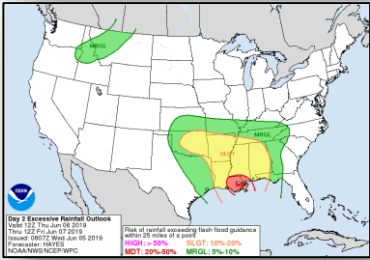 MRGL
MRGL
SLGT
NOAA
Day 2 Excessive Rainfall Outlook
Valid 12Z Thu Jun 06 2019
Thru 12Z Fri Jun 07 2019
Issued: 0807Z Wed Jun 05 2019
Forecaster: HAYES
NOAA/NWS/NCEP/WPC
Risk of rainfall exceeding flash flood guidance
within 25 miles of a point
HIGH: > 50% SLGT: 10%-20%
MDT: 20%-50% MRGL: 5%-10%